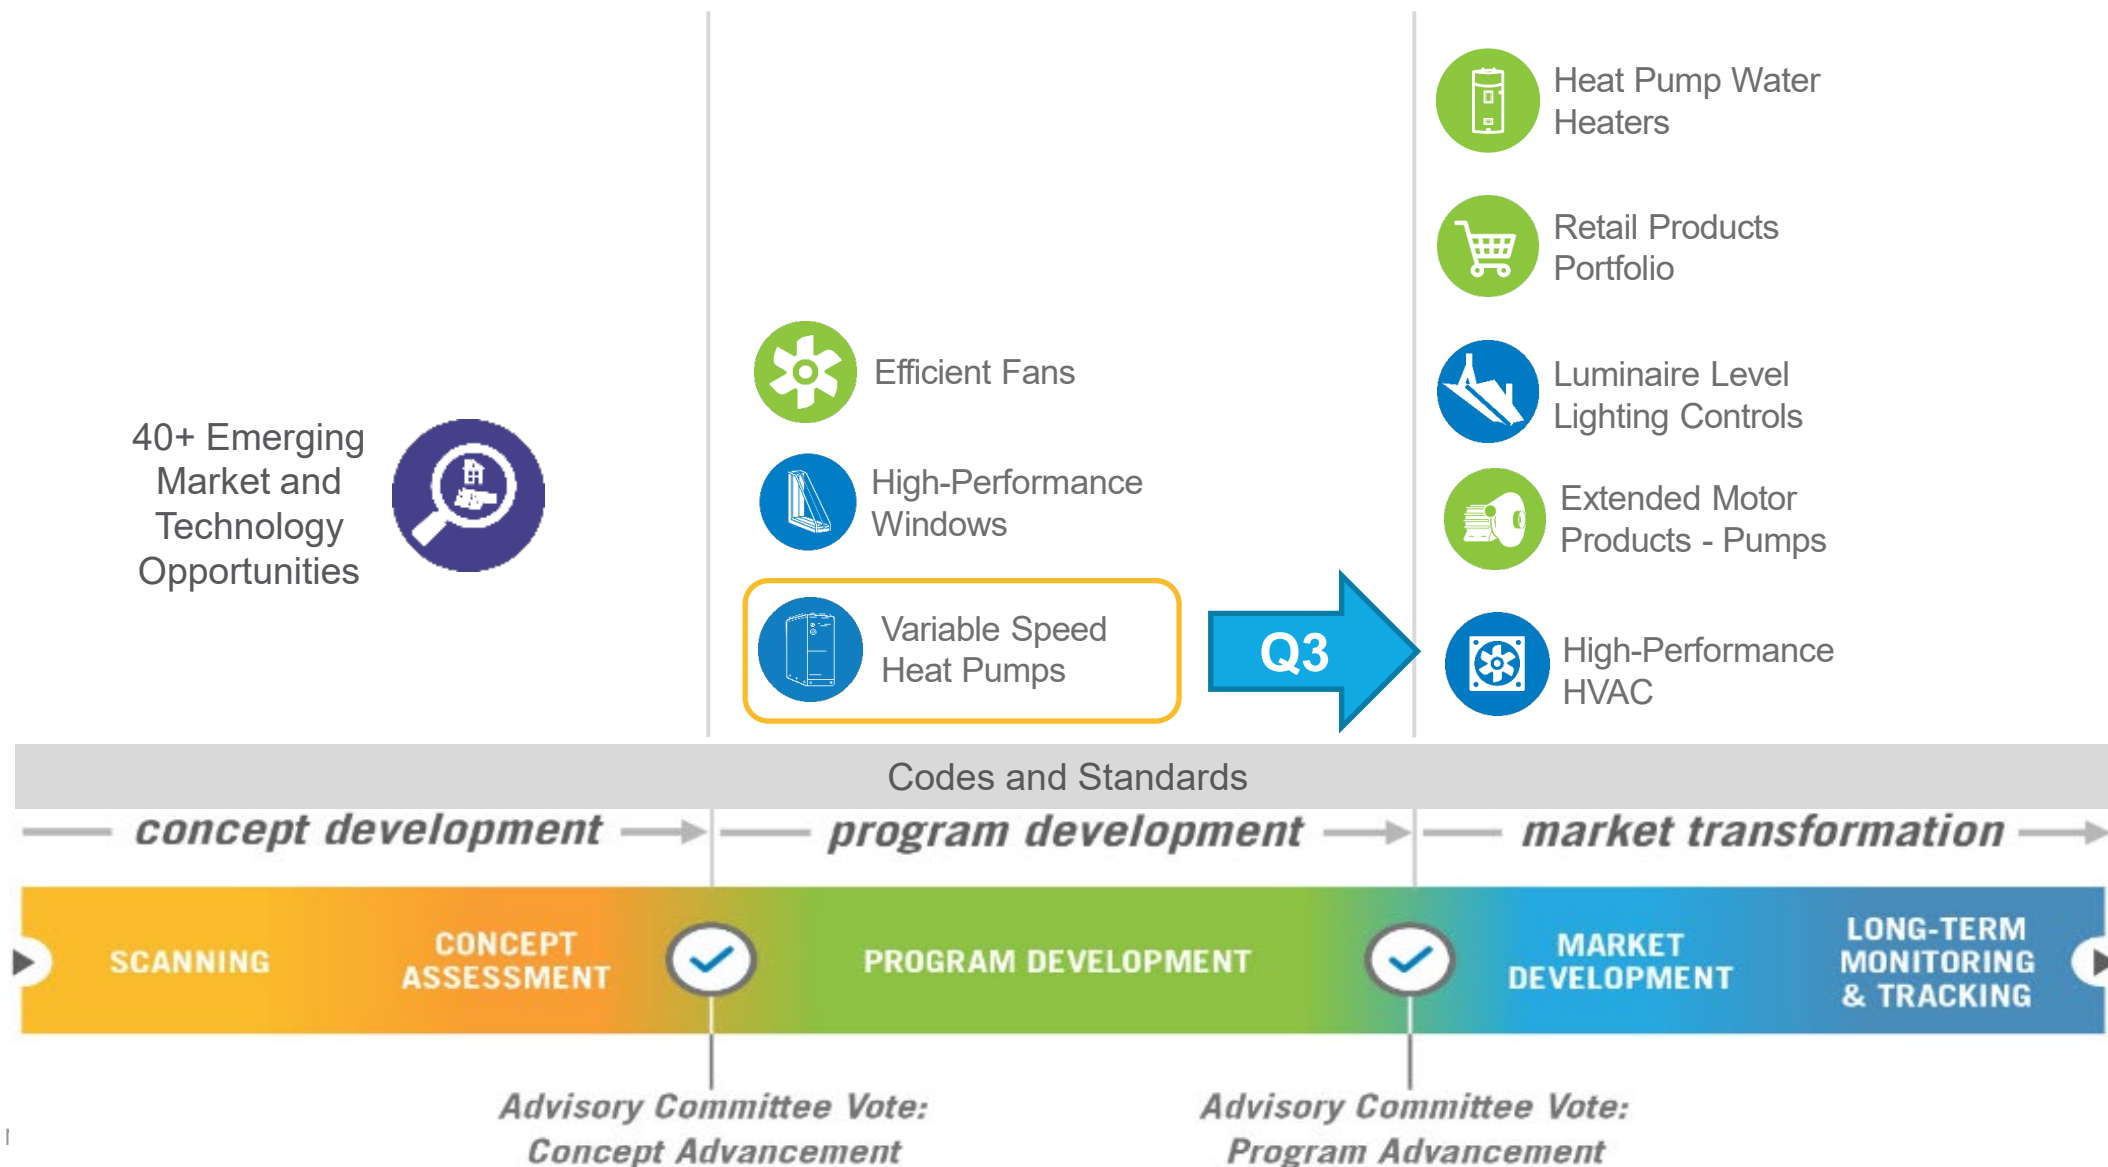 40+ Emerging
Market and
Technology
Opportunities
Efficient Fans
High-Performance
Windows
Variable Speed
Heat Pumps
Q3
Heat Pump Water
Heaters
Retail Products
Portfolio
Luminaire Level
Lighting Controls
Extended Motor
Products - Pumps
High-Performance
HVAC
Codes and Standards
concept development
program development
market transformation
SCANNING
CONCEPT
ASSESSMENT
PROGRAM DEVELOPMENT
MARKET
DEVELOPMENT
LONG-TERM
MONITORING
& TRACKING
Advisory Committee Vote:
Concept Advancement
Advisory Committee Vote:
Program Advancement